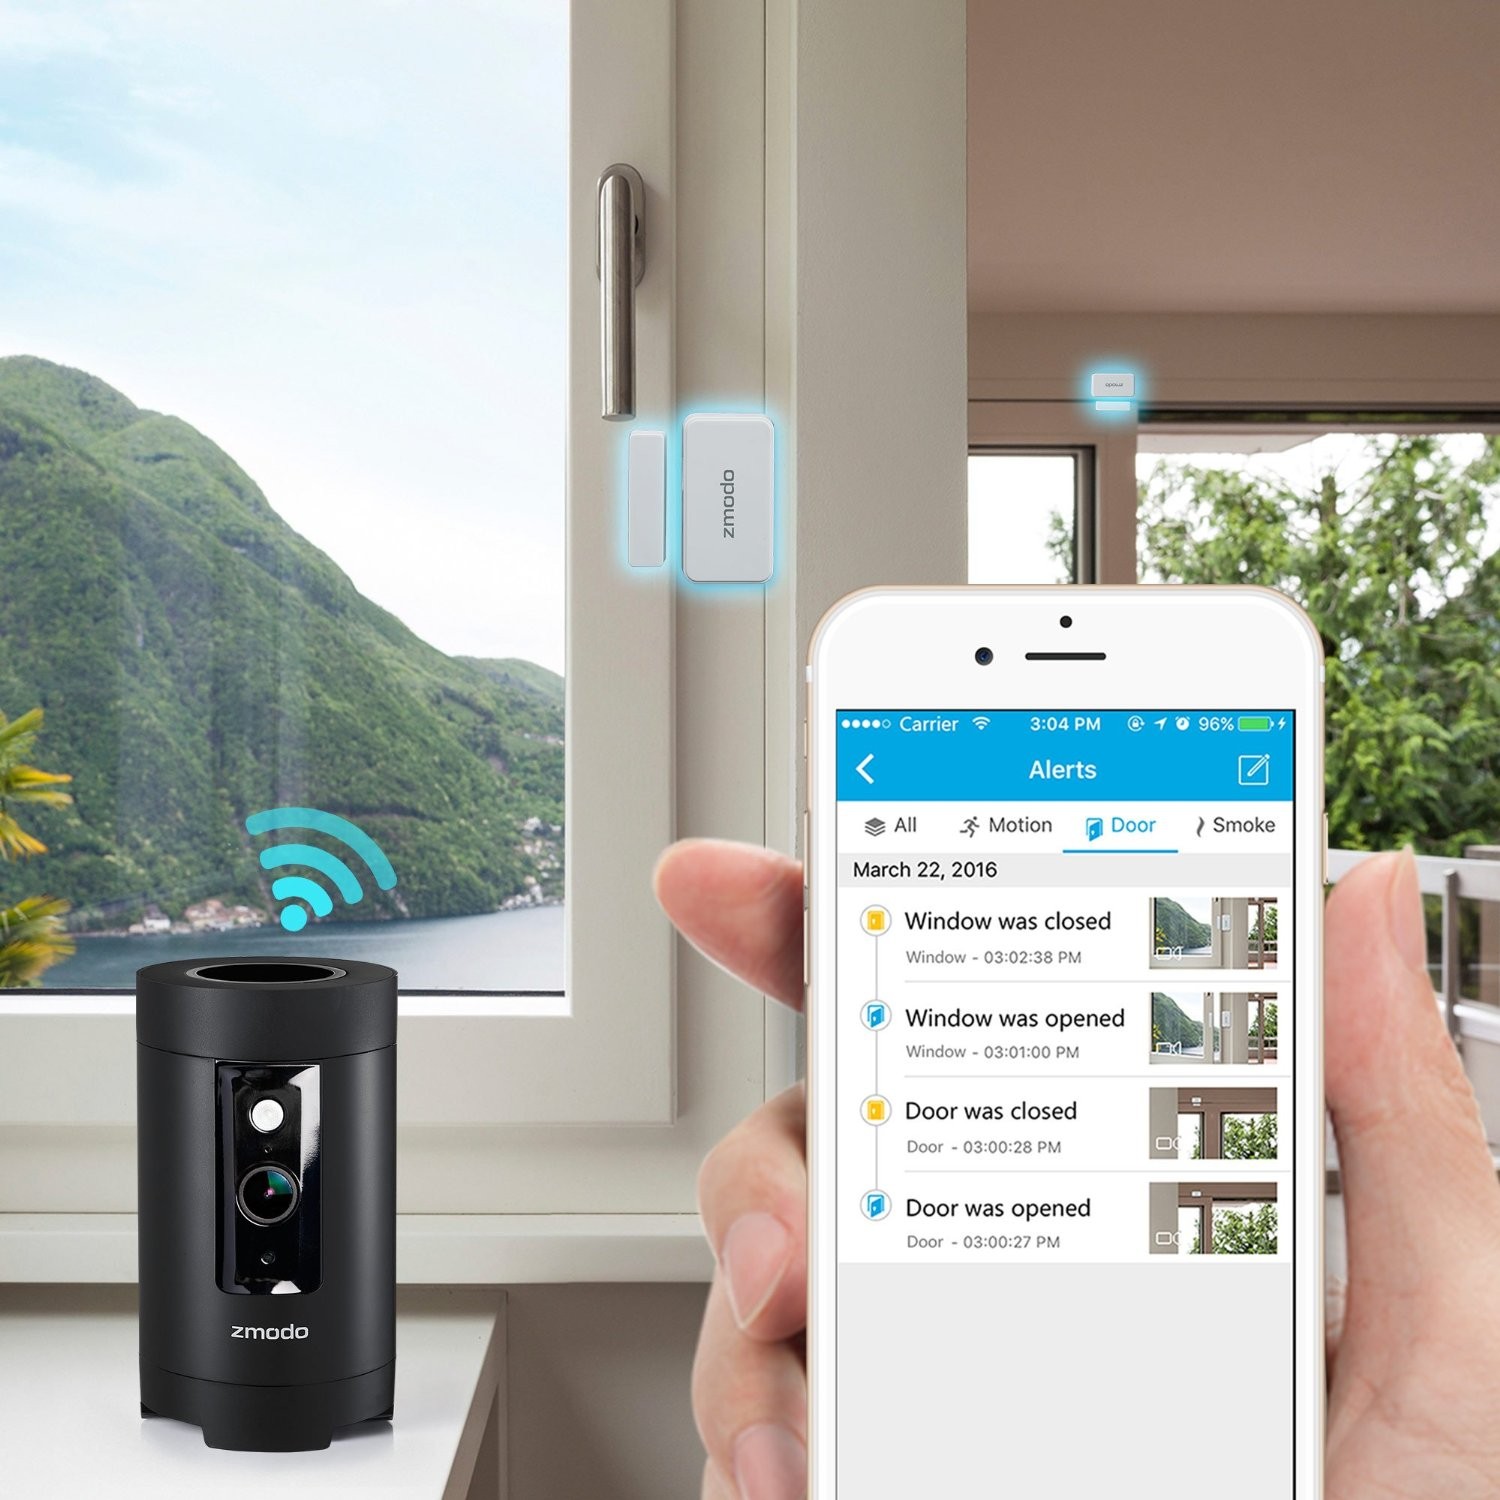 zmodo
zmodo
Carrier 3:04 PM 96%
Alerts
All Motion Door Smoke
March 22, 2016
Window was closed
Window - 03:02:38 PM
Window was opened
Window - 03:01:00 PM
Door was closed
Door - 03:00:28 PM
Door was opened
Door - 03:00:27 PM
zmodo